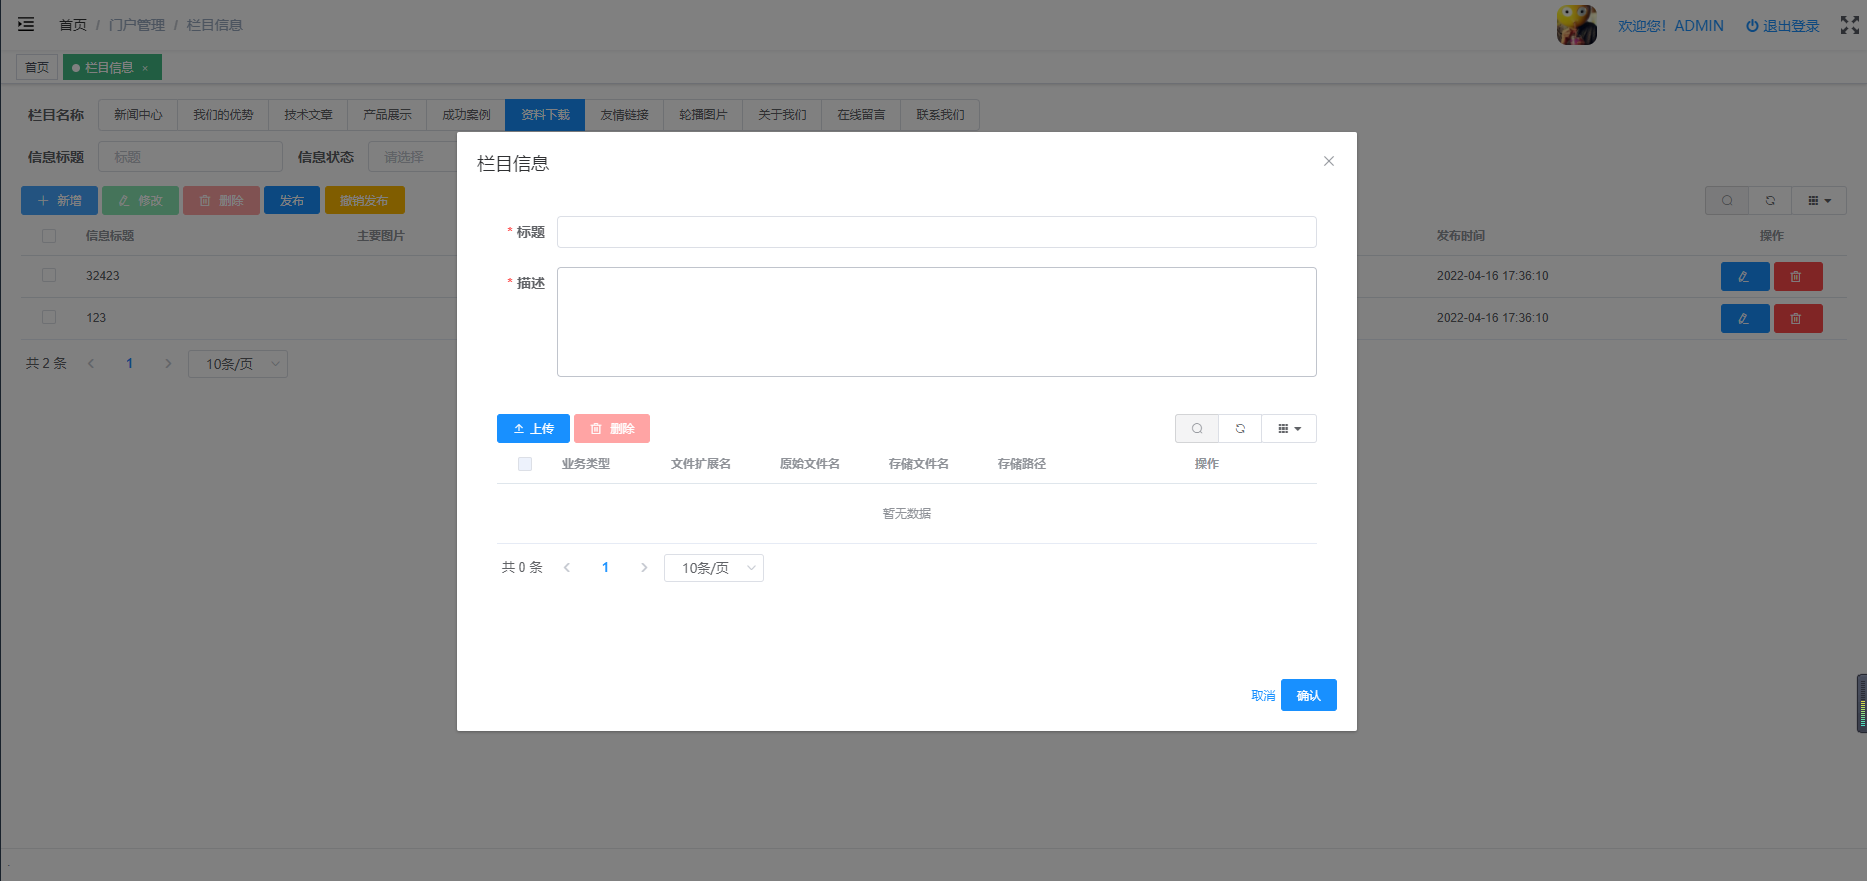 首页 / 门户管理 / 栏目信息
欢迎您！ADMIN 退出登录
首页 栏目信息 ×
栏目名称 新闻中心 我们的优势 技术文章 产品展示 成功案例 资料下载 友情链接 轮播图片 关于我们 在线留言 联系我们
信息标题 标题 信息状态 请选择
新增 修改 删除 发布 撤销发布
信息标题 主要图片 发布时间 操作
32423 2022-04-16 17:36:10
123 2022-04-16 17:36:10
共 2 条 1 10条/页
栏目信息
* 标题
* 描述
上传 删除
业务类型 文件扩展名 原始文件名 存储文件名 存储路径 操作
暂无数据
共 0 条 1 10条/页
取消 确认